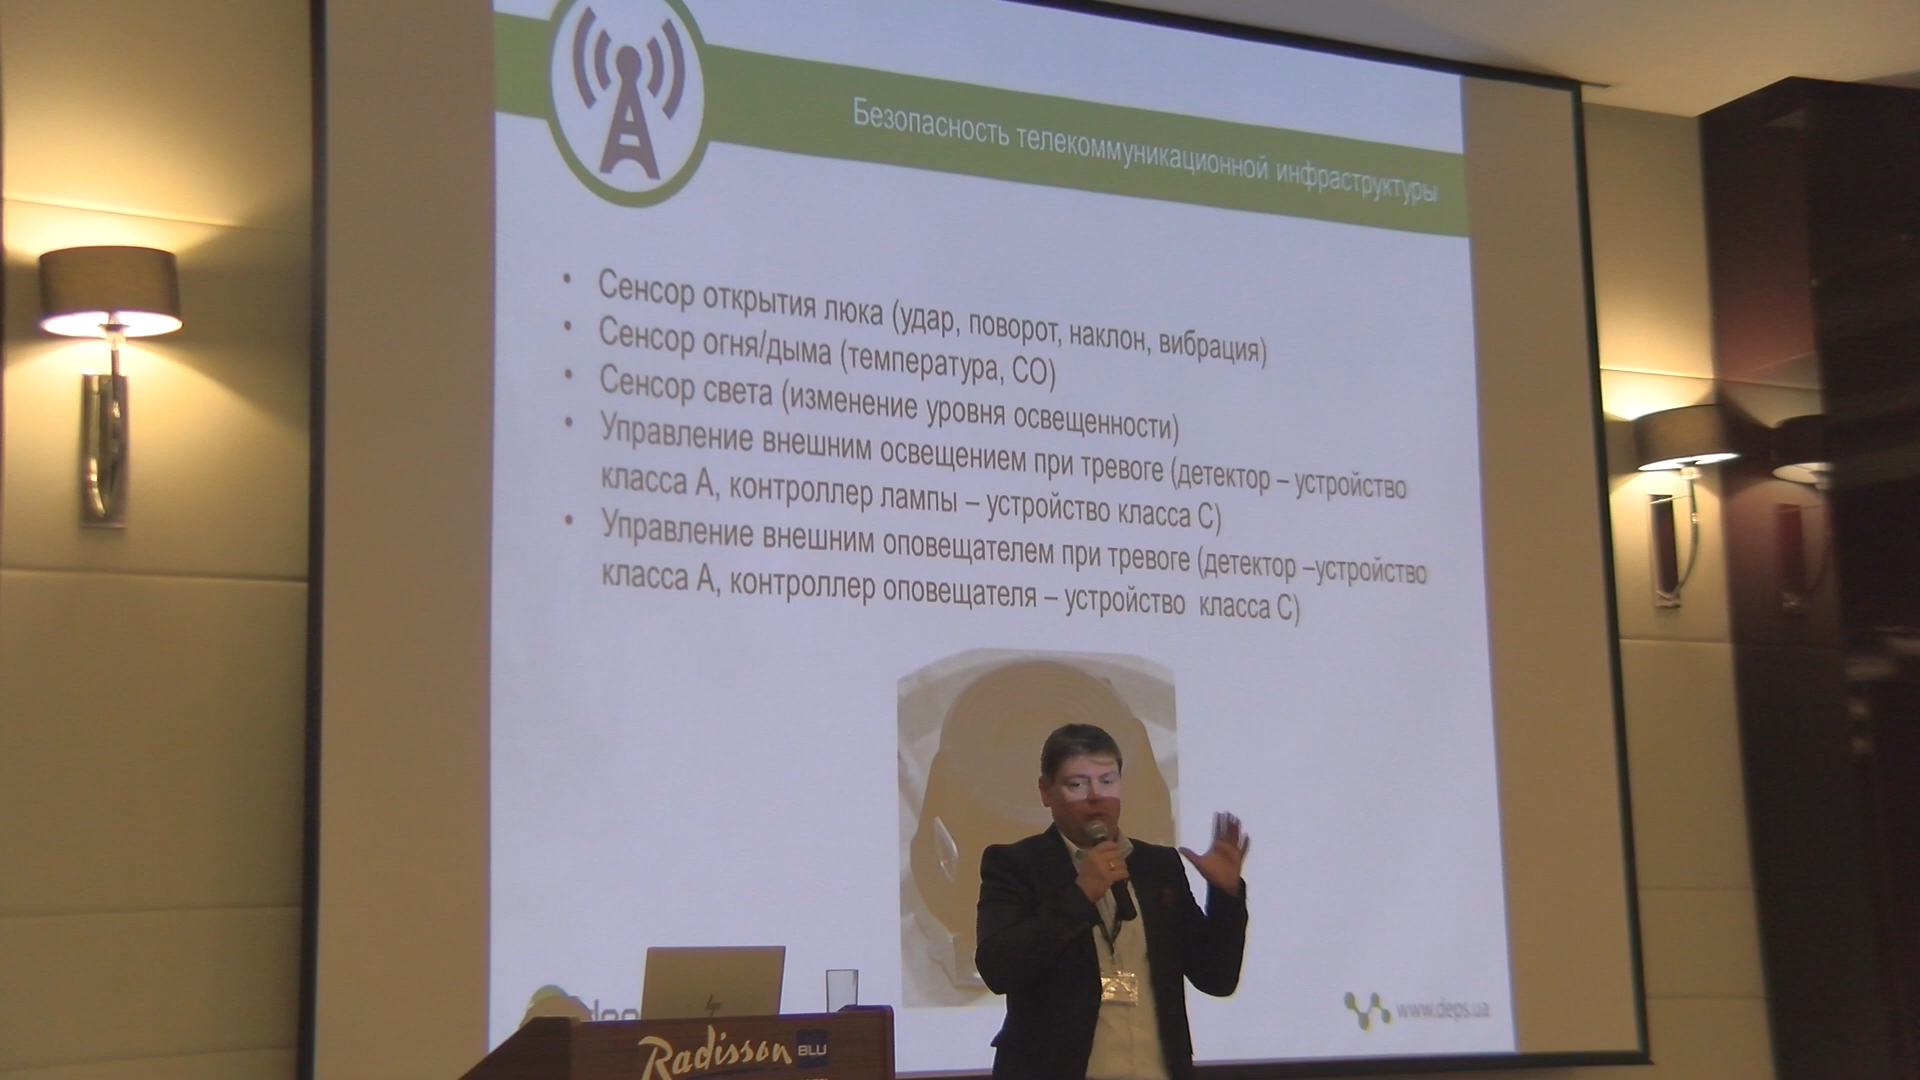 Безопасность телекоммуникационной инфраструктуры
• Сенсор открытия люка (удар, поворот, наклон, вибрация)
• Сенсор огня/дыма (температура, СО)
• Сенсор света (изменение уровня освещенности)
• Управление внешним освещением при тревоге (детектор – устройство
класса А, контроллер лампы – устройство класса С)
• Управление внешним оповещателем при тревоге (детектор –устройство
класса А, контроллер оповещателя – устройство класса С)
www.deps.ua
hp
Radisson BLU